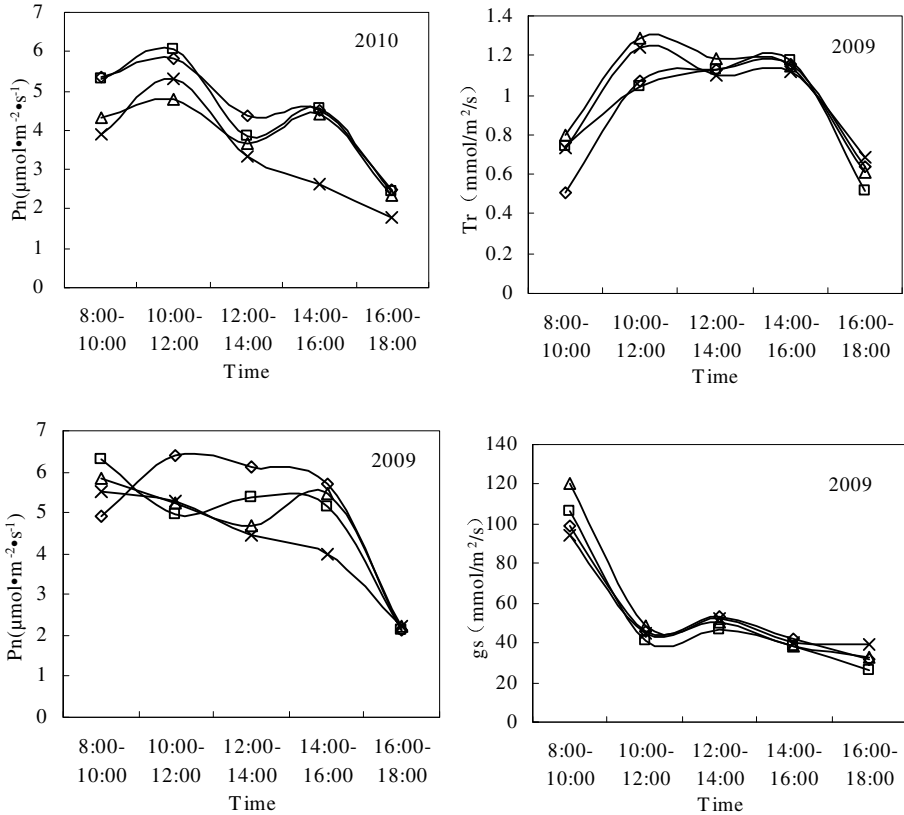 7
6
5
4
3
2
1
0
Pn(μmol•m⁻²•s⁻¹)
2010
8:00- 10:00- 12:00- 14:00- 16:00-
10:00 12:00 14:00 16:00 18:00
Time
1.4
1.2
1
0.8
0.6
0.4
0.2
0
Tr（mmol/m²/s）
2009
8:00- 10:00- 12:00- 14:00- 16:00-
10:00 12:00 14:00 16:00 18:00
Time
7
6
5
4
3
2
1
0
Pn(μmol•m⁻²•s⁻¹)
2009
8:00- 10:00- 12:00- 14:00- 16:00-
10:00 12:00 14:00 16:00 18:00
Time
140
120
100
80
60
40
20
0
gs（mmol/m²/s）
2009
8:00- 10:00- 12:00- 14:00- 16:00-
10:00 12:00 14:00 16:00 18:00
Time